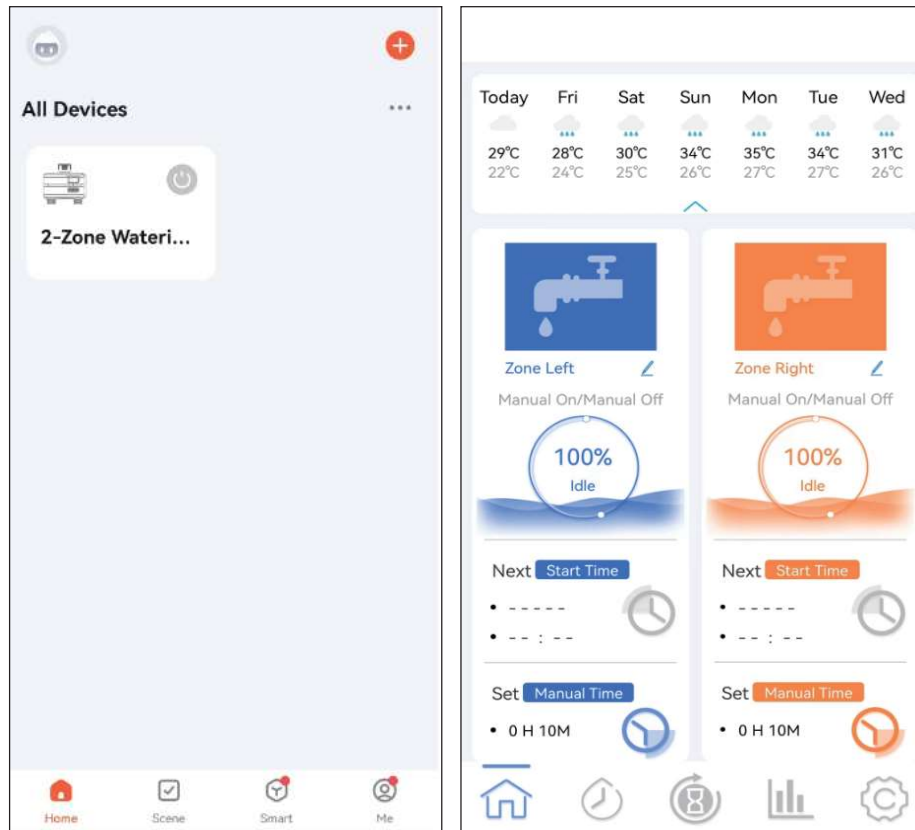 All Devices
2-Zone Wateri...
Home Scene Smart Me
Today Fri Sat Sun Mon Tue Wed
29°C 28°C 30°C 34°C 35°C 34°C 31°C
22°C 24°C 25°C 26°C 27°C 27°C 26°C
Zone Left
Manual On/Manual Off
100%
Idle
Next Start Time
• - - - - -
• - - : - -
Set Manual Time
• 0 H 10M
Zone Right
Manual On/Manual Off
100%
Idle
Next Start Time
• - - - - -
• - - : - -
Set Manual Time
• 0 H 10M
C